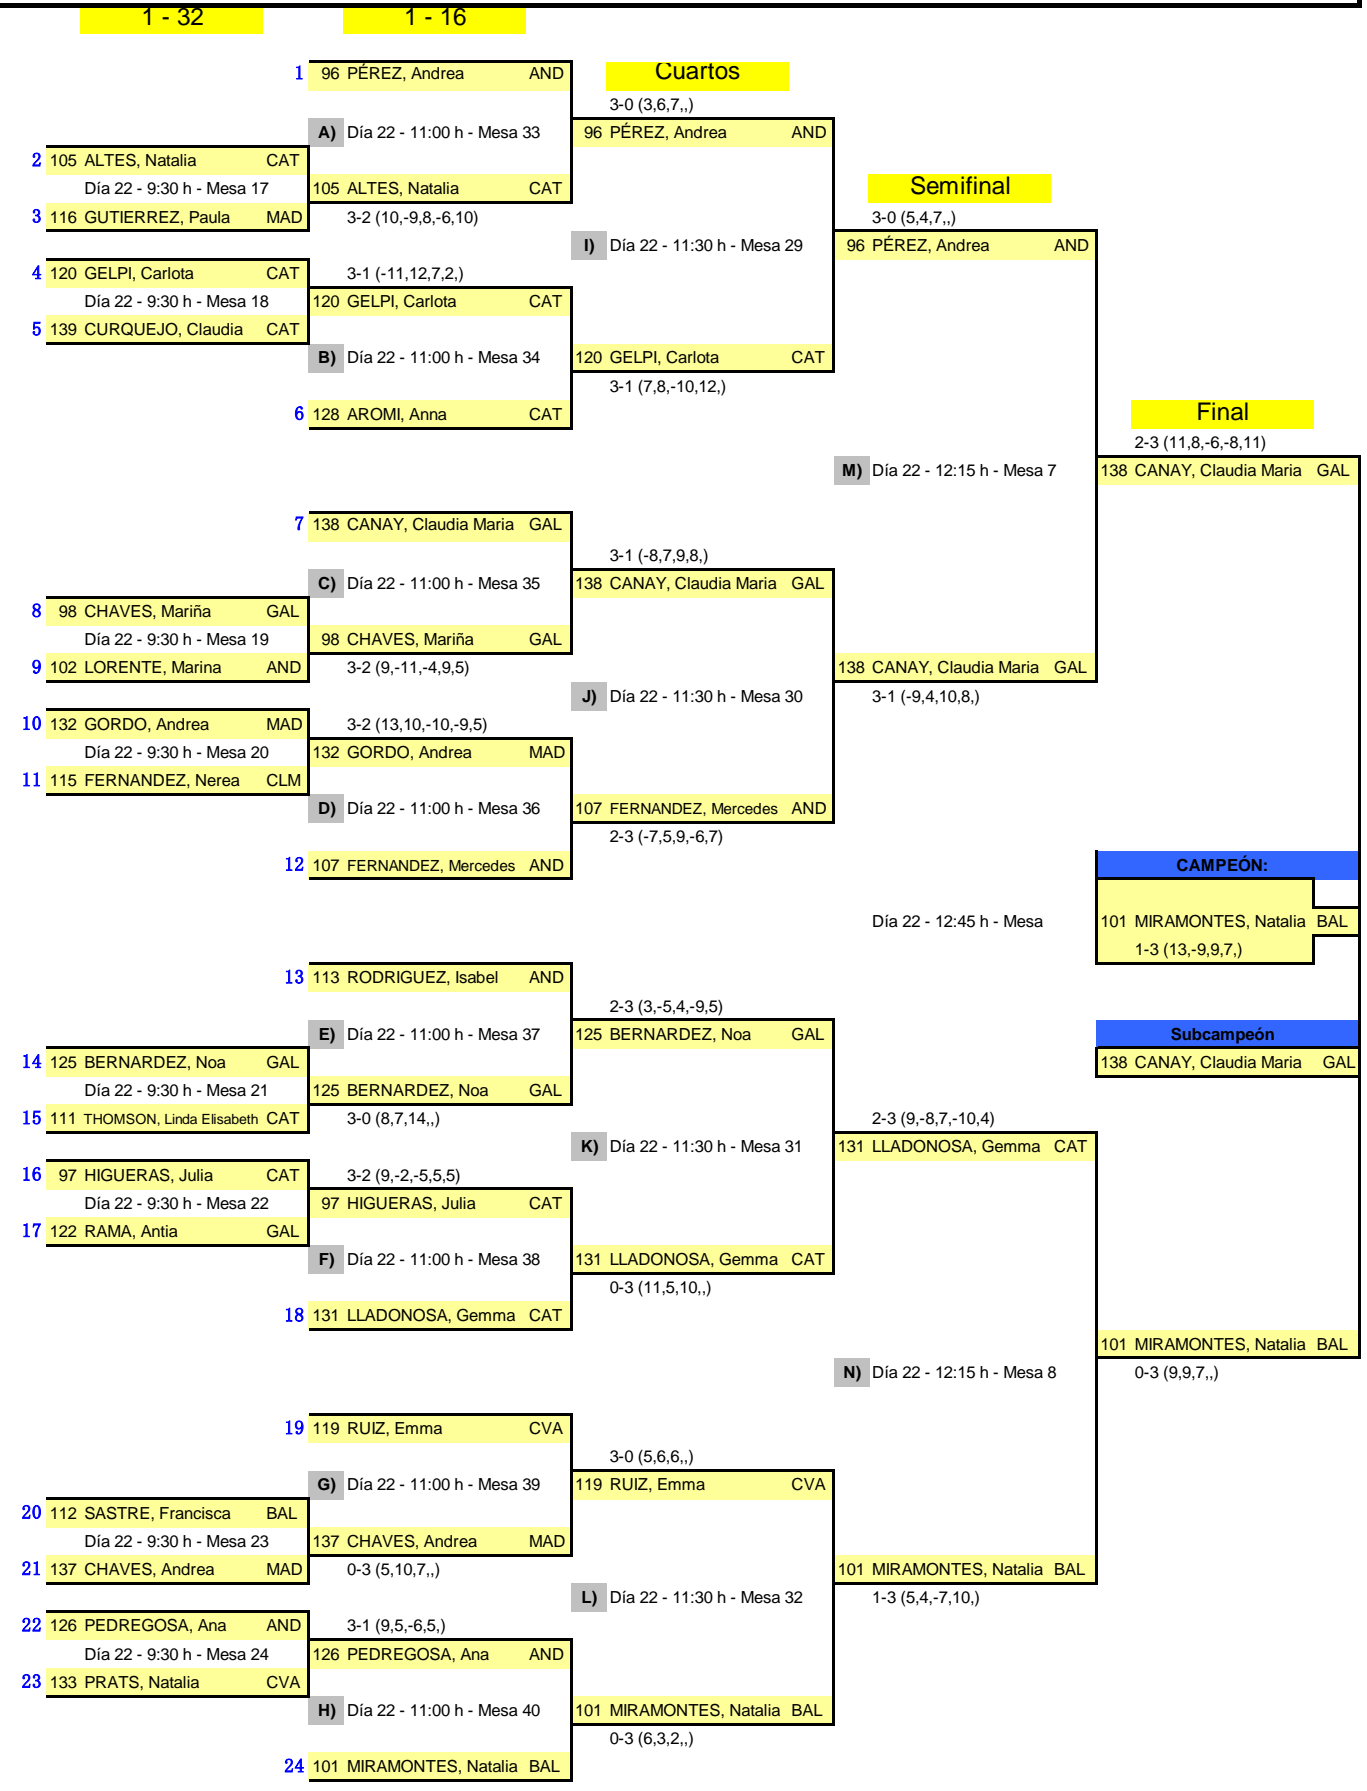 1 - 32 1 - 16
1 96 PÉREZ, Andrea AND Cuartos
3-0 (3,6,7,,)
A) Día 22 - 11:00 h - Mesa 33 96 PÉREZ, Andrea AND
2 105 ALTES, Natalia CAT
Día 22 - 9:30 h - Mesa 17 105 ALTES, Natalia CAT Semifinal
3 116 GUTIERREZ, Paula MAD 3-2 (10,-9,8,-6,10) 3-0 (5,4,7,,)
I) Día 22 - 11:30 h - Mesa 29 96 PÉREZ, Andrea AND
4 120 GELPI, Carlota CAT 3-1 (-11,12,7,2,)
Día 22 - 9:30 h - Mesa 18 120 GELPI, Carlota CAT
5 139 CURQUEJO, Claudia CAT
B) Día 22 - 11:00 h - Mesa 34 120 GELPI, Carlota CAT
3-1 (7,8,-10,12,)
6 128 AROMI, Anna CAT Final
2-3 (11,8,-6,-8,11)
M) Día 22 - 12:15 h - Mesa 7 138 CANAY, Claudia Maria GAL
7 138 CANAY, Claudia Maria GAL
3-1 (-8,7,9,8,)
C) Día 22 - 11:00 h - Mesa 35 138 CANAY, Claudia Maria GAL
8 98 CHAVES, Mariña GAL
Día 22 - 9:30 h - Mesa 19 98 CHAVES, Mariña GAL
9 102 LORENTE, Marina AND 3-2 (9,-11,-4,9,5) 138 CANAY, Claudia Maria GAL
J) Día 22 - 11:30 h - Mesa 30 3-1 (-9,4,10,8,)
10 132 GORDO, Andrea MAD 3-2 (13,10,-10,-9,5)
Día 22 - 9:30 h - Mesa 20 132 GORDO, Andrea MAD
11 115 FERNANDEZ, Nerea CLM
D) Día 22 - 11:00 h - Mesa 36 107 FERNANDEZ, Mercedes AND
2-3 (-7,5,9,-6,7)
12 107 FERNANDEZ, Mercedes AND CAMPEÓN:
Día 22 - 12:45 h - Mesa 101 MIRAMONTES, Natalia BAL
1-3 (13,-9,9,7,)
13 113 RODRIGUEZ, Isabel AND
2-3 (3,-5,4,-9,5)
E) Día 22 - 11:00 h - Mesa 37 125 BERNARDEZ, Noa GAL Subcampeón
14 125 BERNARDEZ, Noa GAL 138 CANAY, Claudia Maria GAL
Día 22 - 9:30 h - Mesa 21 125 BERNARDEZ, Noa GAL
15 111 THOMSON, Linda Elisabeth CAT 3-0 (8,7,14,,) 2-3 (9,-8,7,-10,4)
K) Día 22 - 11:30 h - Mesa 31 131 LLADONOSA, Gemma CAT
16 97 HIGUERAS, Julia CAT 3-2 (9,-2,-5,5,5)
Día 22 - 9:30 h - Mesa 22 97 HIGUERAS, Julia CAT
17 122 RAMA, Antia GAL
F) Día 22 - 11:00 h - Mesa 38 131 LLADONOSA, Gemma CAT
0-3 (11,5,10,,)
18 131 LLADONOSA, Gemma CAT
101 MIRAMONTES, Natalia BAL
N) Día 22 - 12:15 h - Mesa 8 0-3 (9,9,7,,)
19 119 RUIZ, Emma CVA
3-0 (5,6,6,,)
G) Día 22 - 11:00 h - Mesa 39 119 RUIZ, Emma CVA
20 112 SASTRE, Francisca BAL
Día 22 - 9:30 h - Mesa 23 137 CHAVES, Andrea MAD
21 137 CHAVES, Andrea MAD 0-3 (5,10,7,,) 101 MIRAMONTES, Natalia BAL
L) Día 22 - 11:30 h - Mesa 32 1-3 (5,4,-7,10,)
22 126 PEDREGOSA, Ana AND 3-1 (9,5,-6,5,)
Día 22 - 9:30 h - Mesa 24 126 PEDREGOSA, Ana AND
23 133 PRATS, Natalia CVA
H) Día 22 - 11:00 h - Mesa 40 101 MIRAMONTES, Natalia BAL
0-3 (6,3,2,,)
24 101 MIRAMONTES, Natalia BAL